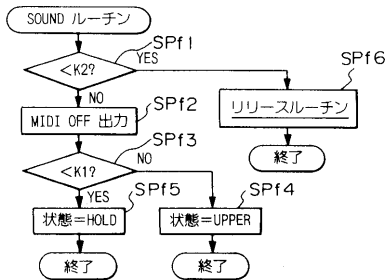 SOUND ルーチン
SPf1
<K2?
YES
SPf6
NO
SPf2
リリースルーチン
MIDI OFF 出力
SPf3
終了
<K1?
NO
YES
SPf5
SPf4
状態=HOLD
状態=UPPER
終了
終了